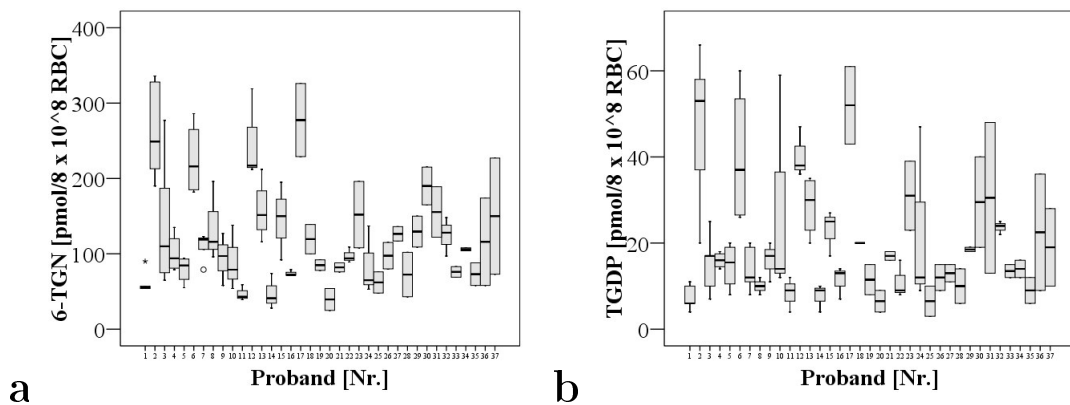 6-TGN [pmol/8 x 10^8 RBC]
400
300
200
100
0
1 2 3 4 5 6 7 8 9 10 11 12 13 14 15 16 17 18 19 20 21 22 23 24 25 26 27 28 29 30 31 32 33 34 35 36 37
Proband [Nr.]
a
TGDP [pmol/8 x 10^8 RBC]
60
40
20
0
1 2 3 4 5 6 7 8 9 10 11 12 13 14 15 16 17 18 19 20 21 22 23 24 25 26 27 28 29 30 31 32 33 34 35 36 37
Proband [Nr.]
b